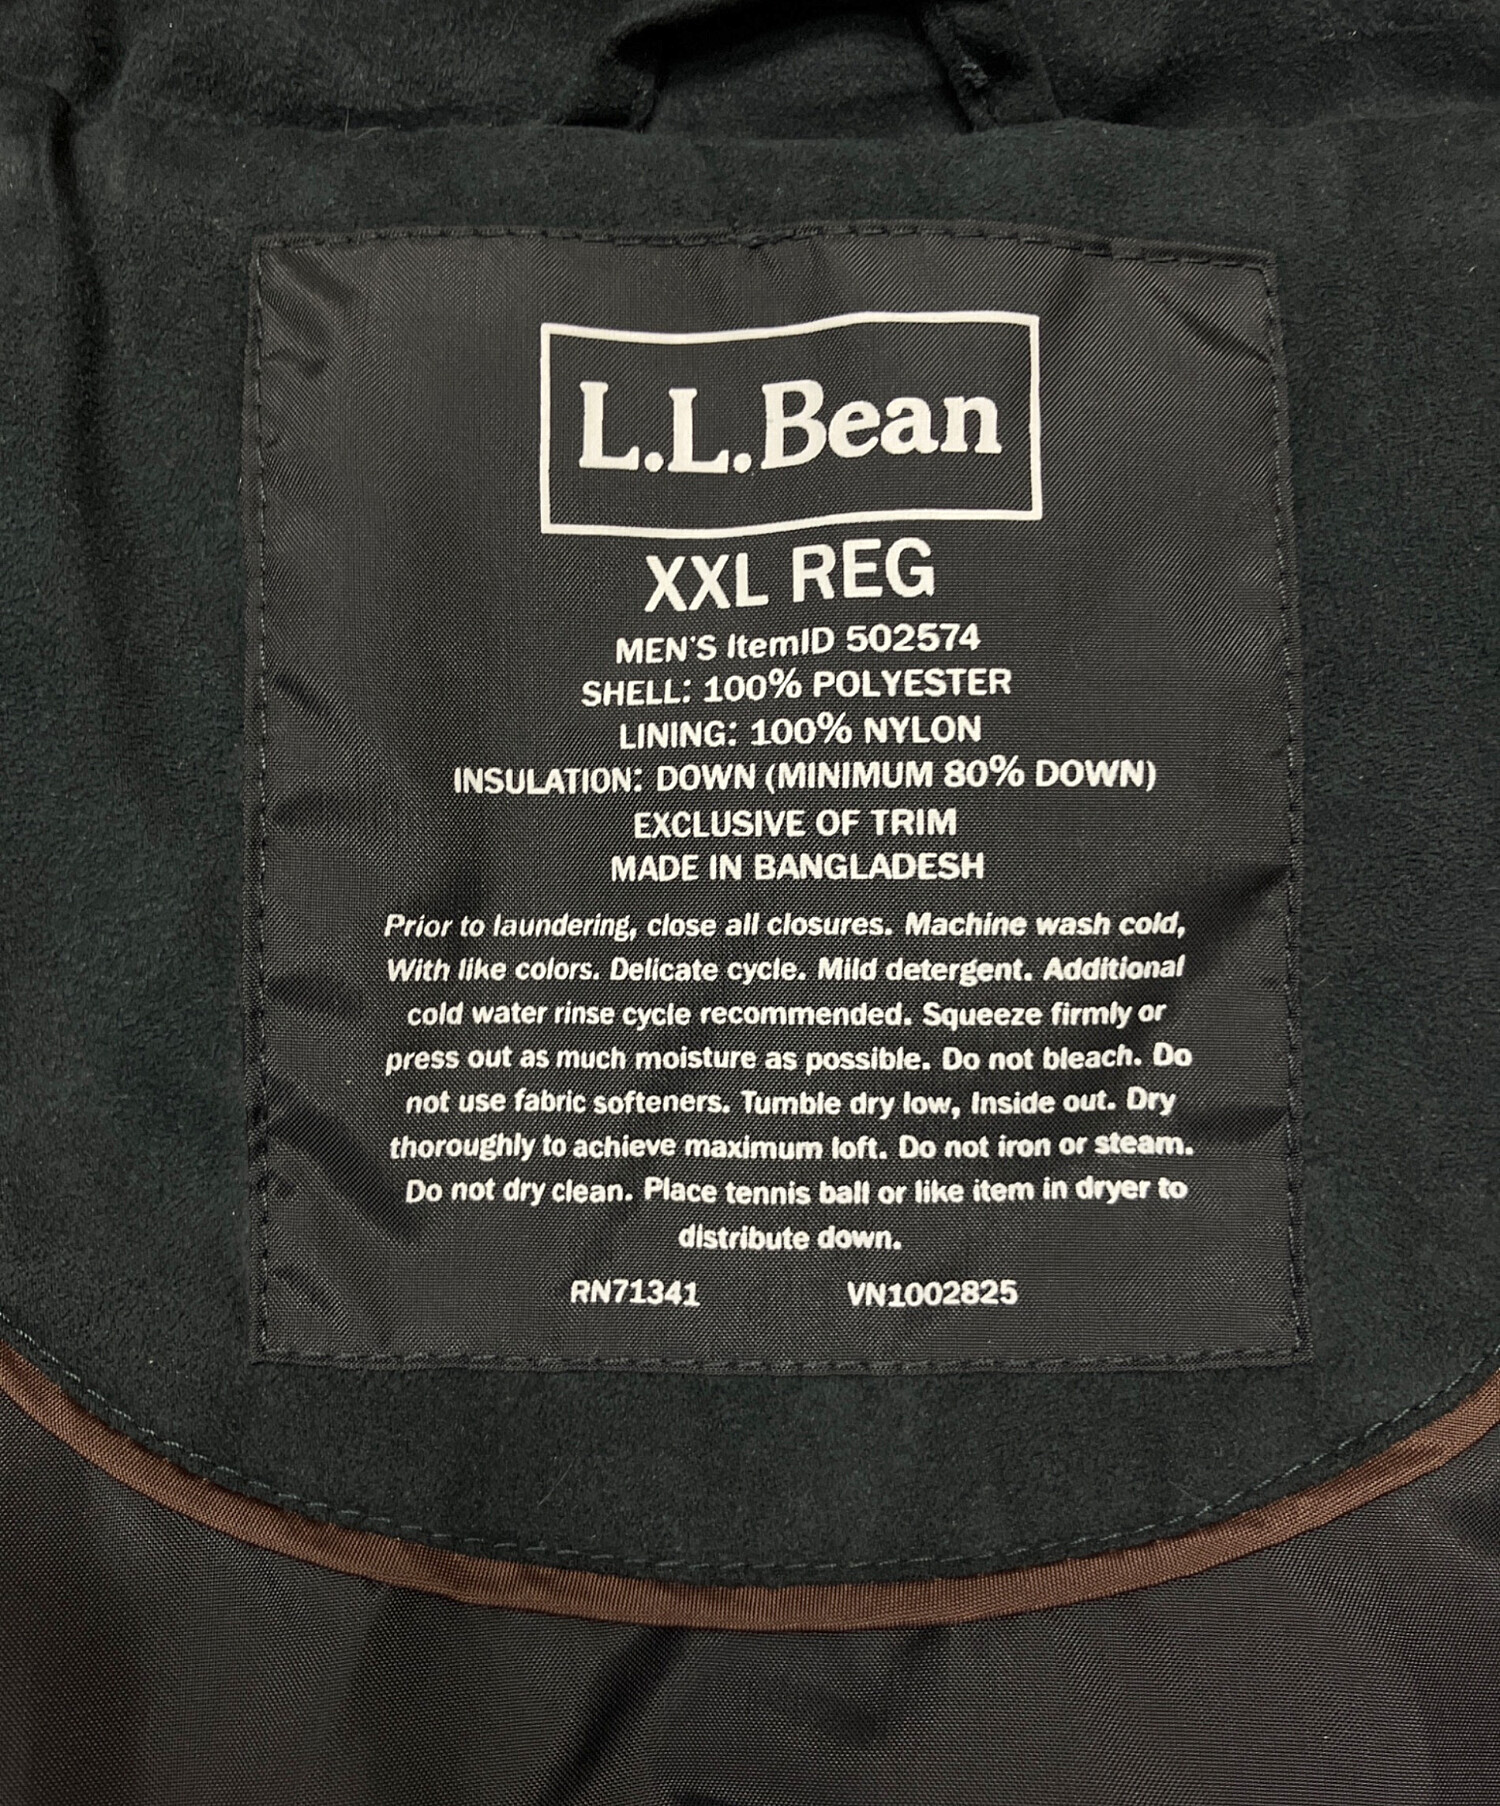 L.L.Bean
XXL REG
MEN'S ItemID 502574
SHELL: 100% POLYESTER
LINING: 100% NYLON
INSULATION: DOWN (MINIMUM 80% DOWN)
EXCLUSIVE OF TRIM
MADE IN BANGLADESH
Prior to laundering, close all closures. Machine wash cold,
With like colors. Delicate cycle. Mild detergent. Additional
cold water rinse cycle recommended. Squeeze firmly or
press out as much moisture as possible. Do not bleach. Do
not use fabric softeners. Tumble dry low, Inside out. Dry
thoroughly to achieve maximum loft. Do not iron or steam.
Do not dry clean. Place tennis ball or like item in dryer to
distribute down.
RN71341 VN1002825